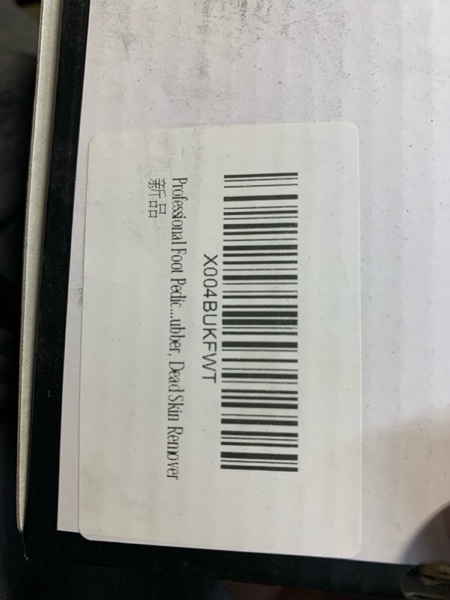 X004BUKFWT
Professional Foot Pedic...ubber, Dead Skin Remover
新品